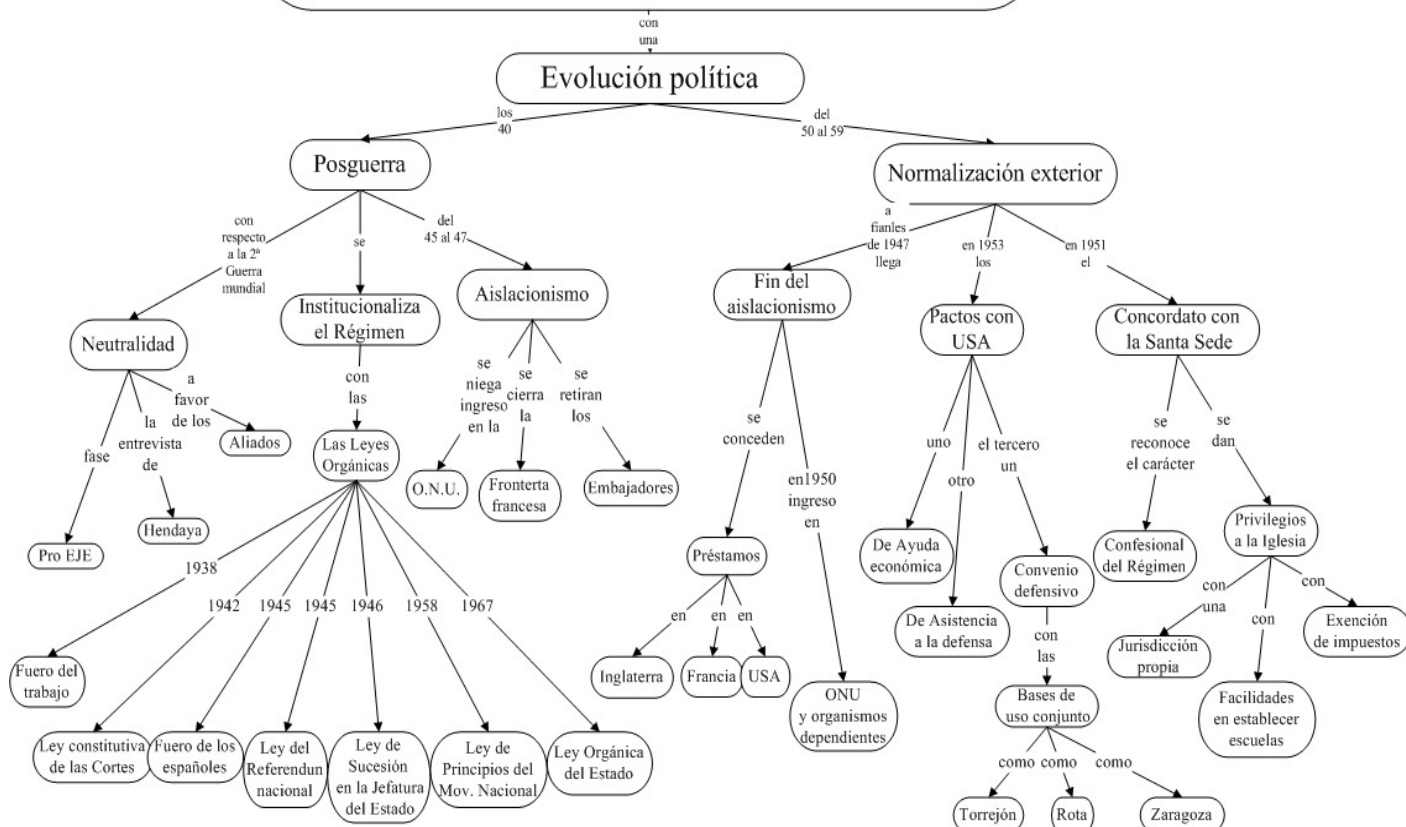 con
una
Evolución política
los
40
del
50 al 59
Posguerra
Normalización exterior
con
respecto
a la 2ª
Guerra
mundial
se
del
45 al 47
a
fianles
de 1947
llega
en 1953
los
en 1951
el
Neutralidad
Institucionaliza
el Régimen
Aislacionismo
Fin del
aislacionismo
Pactos con
USA
Concordato con
la Santa Sede
fase
la
entrevista
de
a
favor
de los
Pro EJE
Hendaya
Aliados
con
las
Las Leyes
Orgánicas
se
niega
ingreso
en la
se
cierra
la
se
retiran
los
O.N.U.
Fronterta
francesa
Embajadores
1938
1942
1945
1945
1946
1958
1967
Fuero del
trabajo
Ley constitutiva
de las Cortes
Fuero de los
españoles
Ley del
Referendun
nacional
Ley de
Sucesión
en la Jefatura
del Estado
Ley de
Principios del
Mov. Nacional
Ley Orgánica
del Estado
se
conceden
en1950
ingreso
en
Préstamos
en
en
en
Inglaterra
Francia
USA
ONU
y organismos
dependientes
uno
otro
el tercero
un
De Ayuda
económica
De Asistencia
a la defensa
Convenio
defensivo
con
las
Bases de
uso conjunto
como
como
como
Torrejón
Rota
Zaragoza
se
reconoce
el carácter
se
dan
Confesional
del Régimen
Privilegios
a la Iglesia
con
una
con
con
Jurisdicción
propia
Facilidades
en establecer
escuelas
Exención
de impuestos